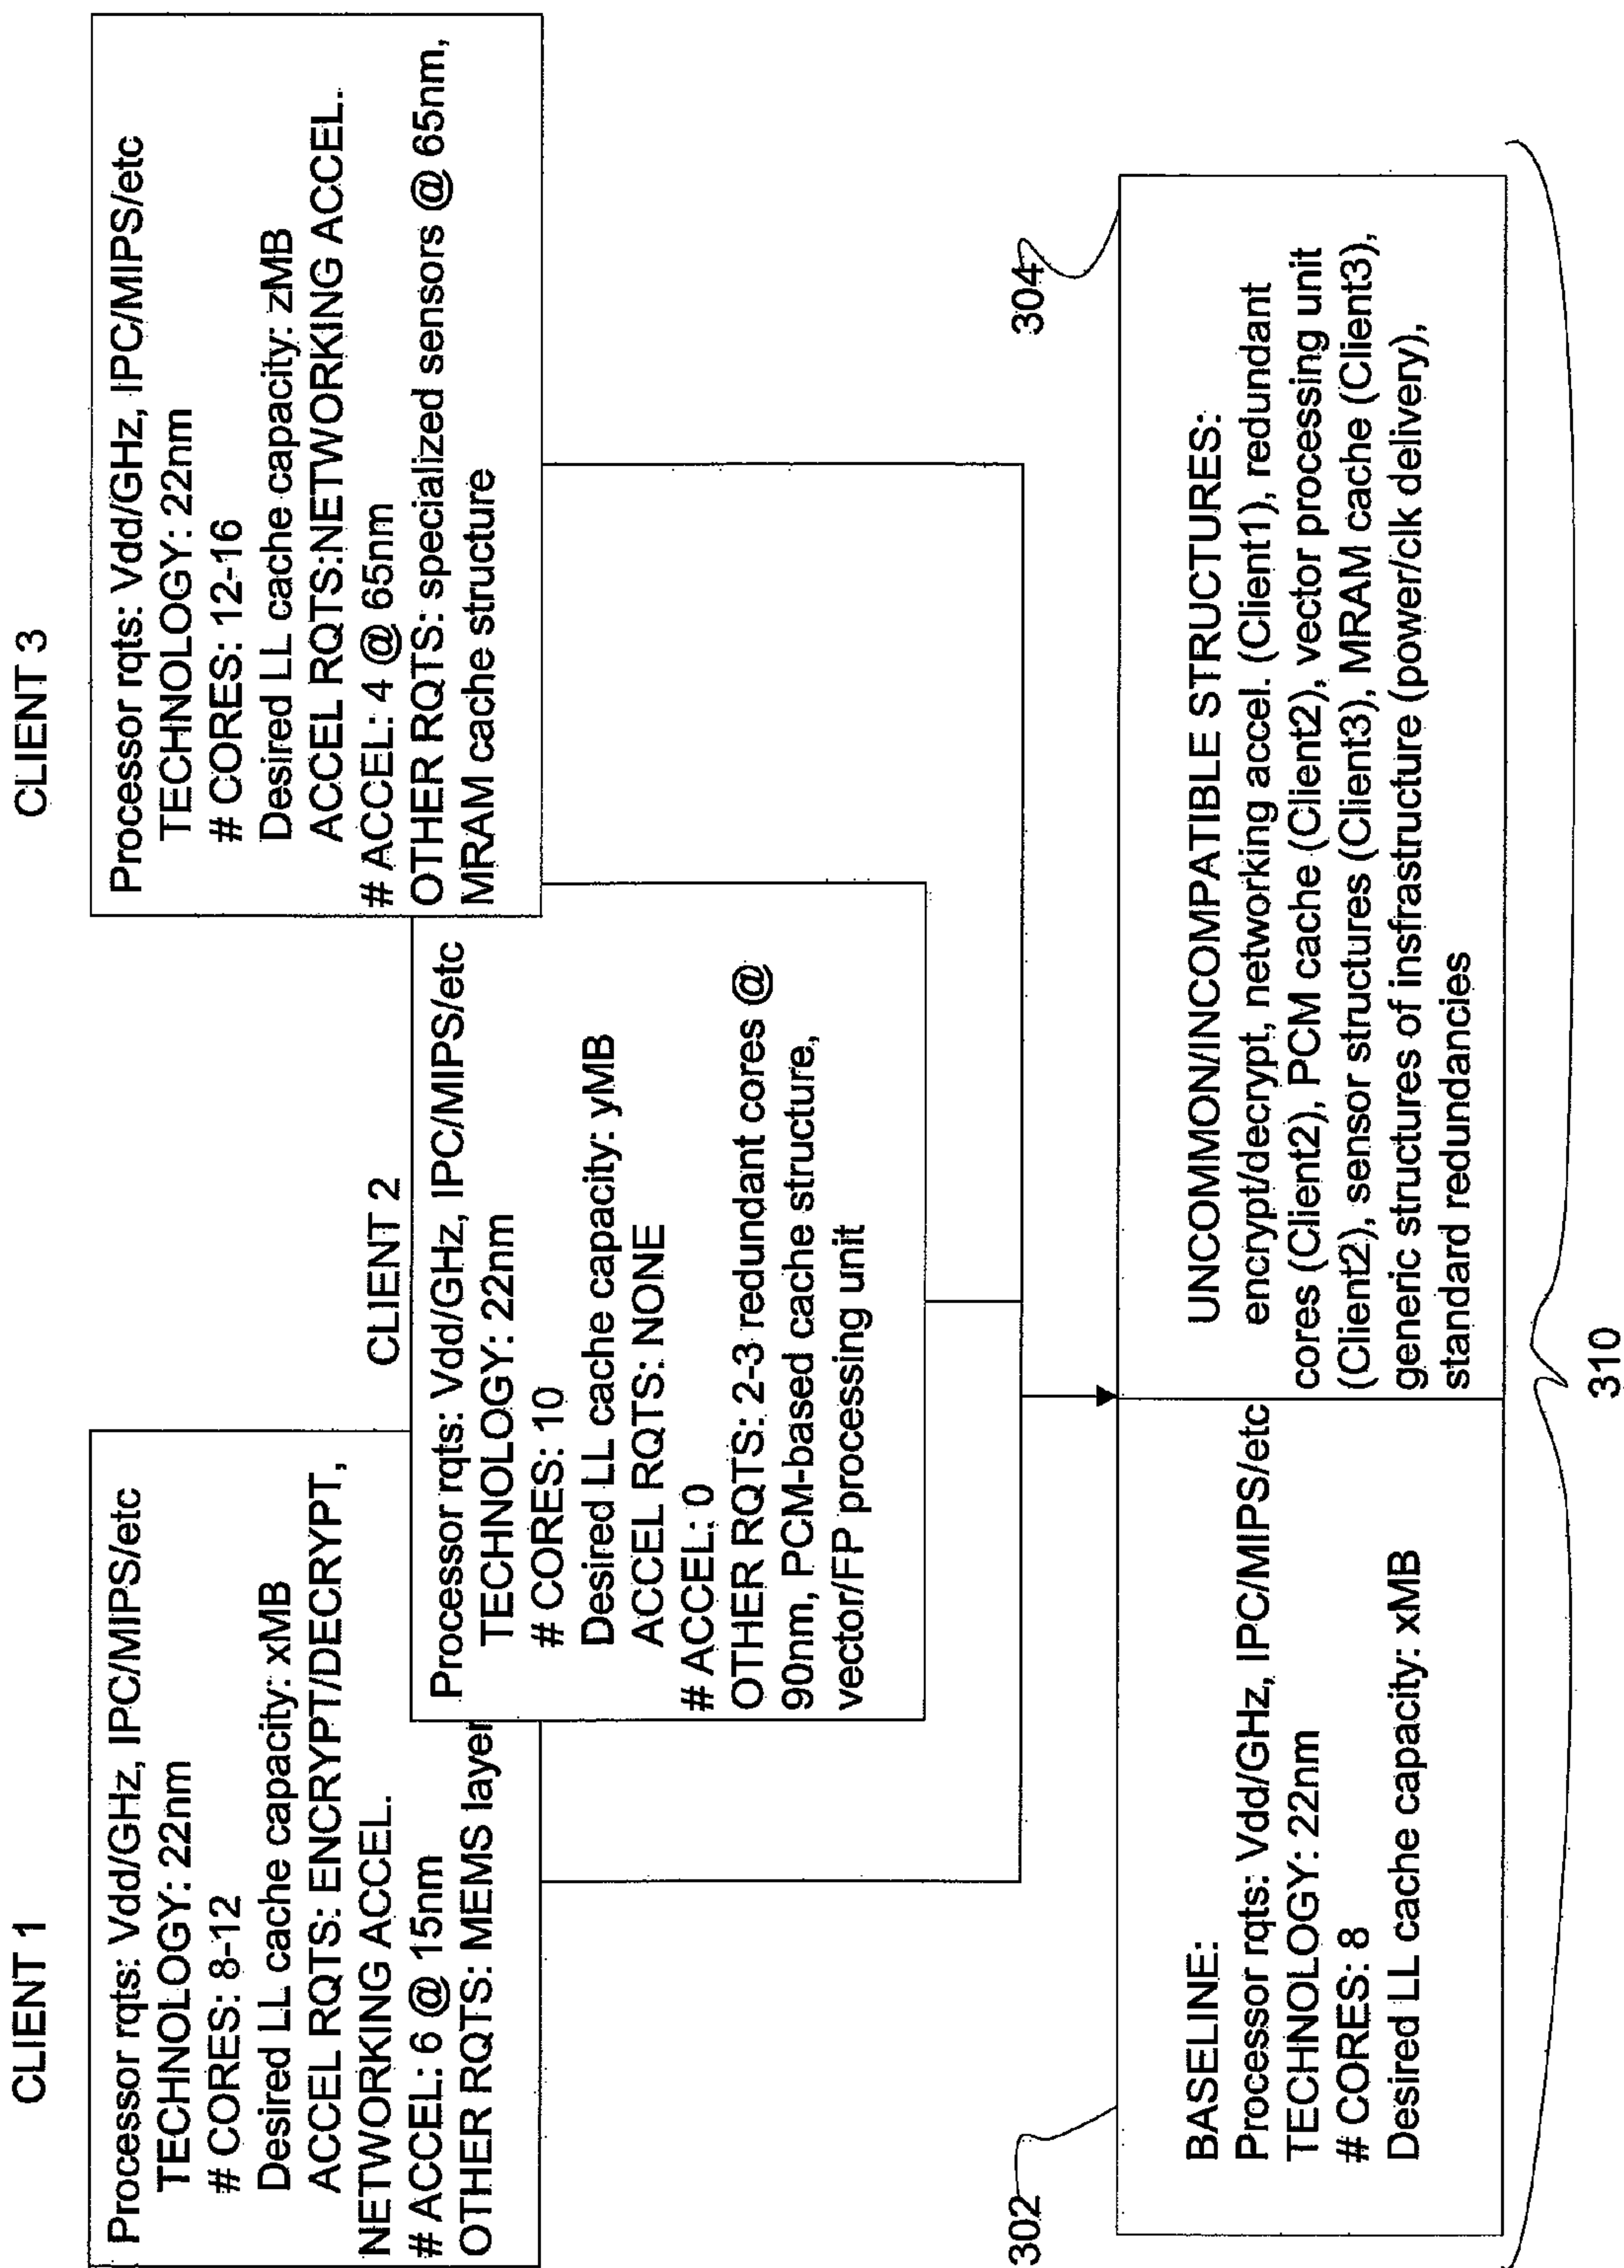 CLIENT 1
Processor rqts: Vdd/GHz, IPC/MIPS/etc
TECHNOLOGY: 22nm
# CORES: 8-12
Desired LL cache capacity: xMB
ACCEL RQTS: ENCRYPT/DECRYPT,
NETWORKING ACCEL.
# ACCEL: 6 @ 15nm
OTHER RQTS: MEMS layer
CLIENT 2
Processor rqts: Vdd/GHz, IPC/MIPS/etc
TECHNOLOGY: 22nm
# CORES: 10
Desired LL cache capacity: yMB
ACCEL RQTS: NONE
# ACCEL: 0
OTHER RQTS: 2-3 redundant cores @
90nm, PCM-based cache structure,
vector/FP processing unit
CLIENT 3
Processor rqts: Vdd/GHz, IPC/MIPS/etc
TECHNOLOGY: 22nm
# CORES: 12-16
Desired LL cache capacity: zMB
ACCEL RQTS:NETWORKING ACCEL.
# ACCEL: 4 @ 65nm
OTHER RQTS: specialized sensors @ 65nm,
MRAM cache structure
302
BASELINE:
Processor rqts: Vdd/GHz, IPC/MIPS/etc
TECHNOLOGY: 22nm
# CORES: 8
Desired LL cache capacity: xMB
304
UNCOMMON/INCOMPATIBLE STRUCTURES:
encrypt/decrypt, networking accel. (Client1), redundant
cores (Client2), PCM cache (Client2), vector processing unit
(Client2), sensor structures (Client3), MRAM cache (Client3),
generic structures of insfrastructure (power/clk delivery),
standard redundancies
310